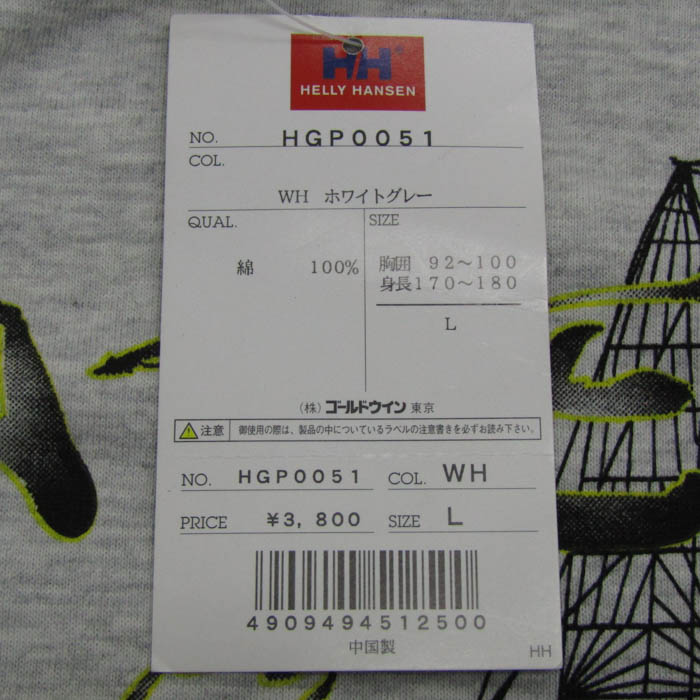 HH
HELLY HANSEN
NO. HGP0051
COL.
WH ホワイトグレー
QUAL. SIZE
綿 100% 胸囲 92～100
身長170～180
L
(株) ゴールドウイン 東京
注意 御使用の際は、製品の中についているラベルの注意書きを必ずお読み下さい。
NO. HGP0051 COL. WH
PRICE ¥3,800 SIZE L
4909494512500
中国製
HH